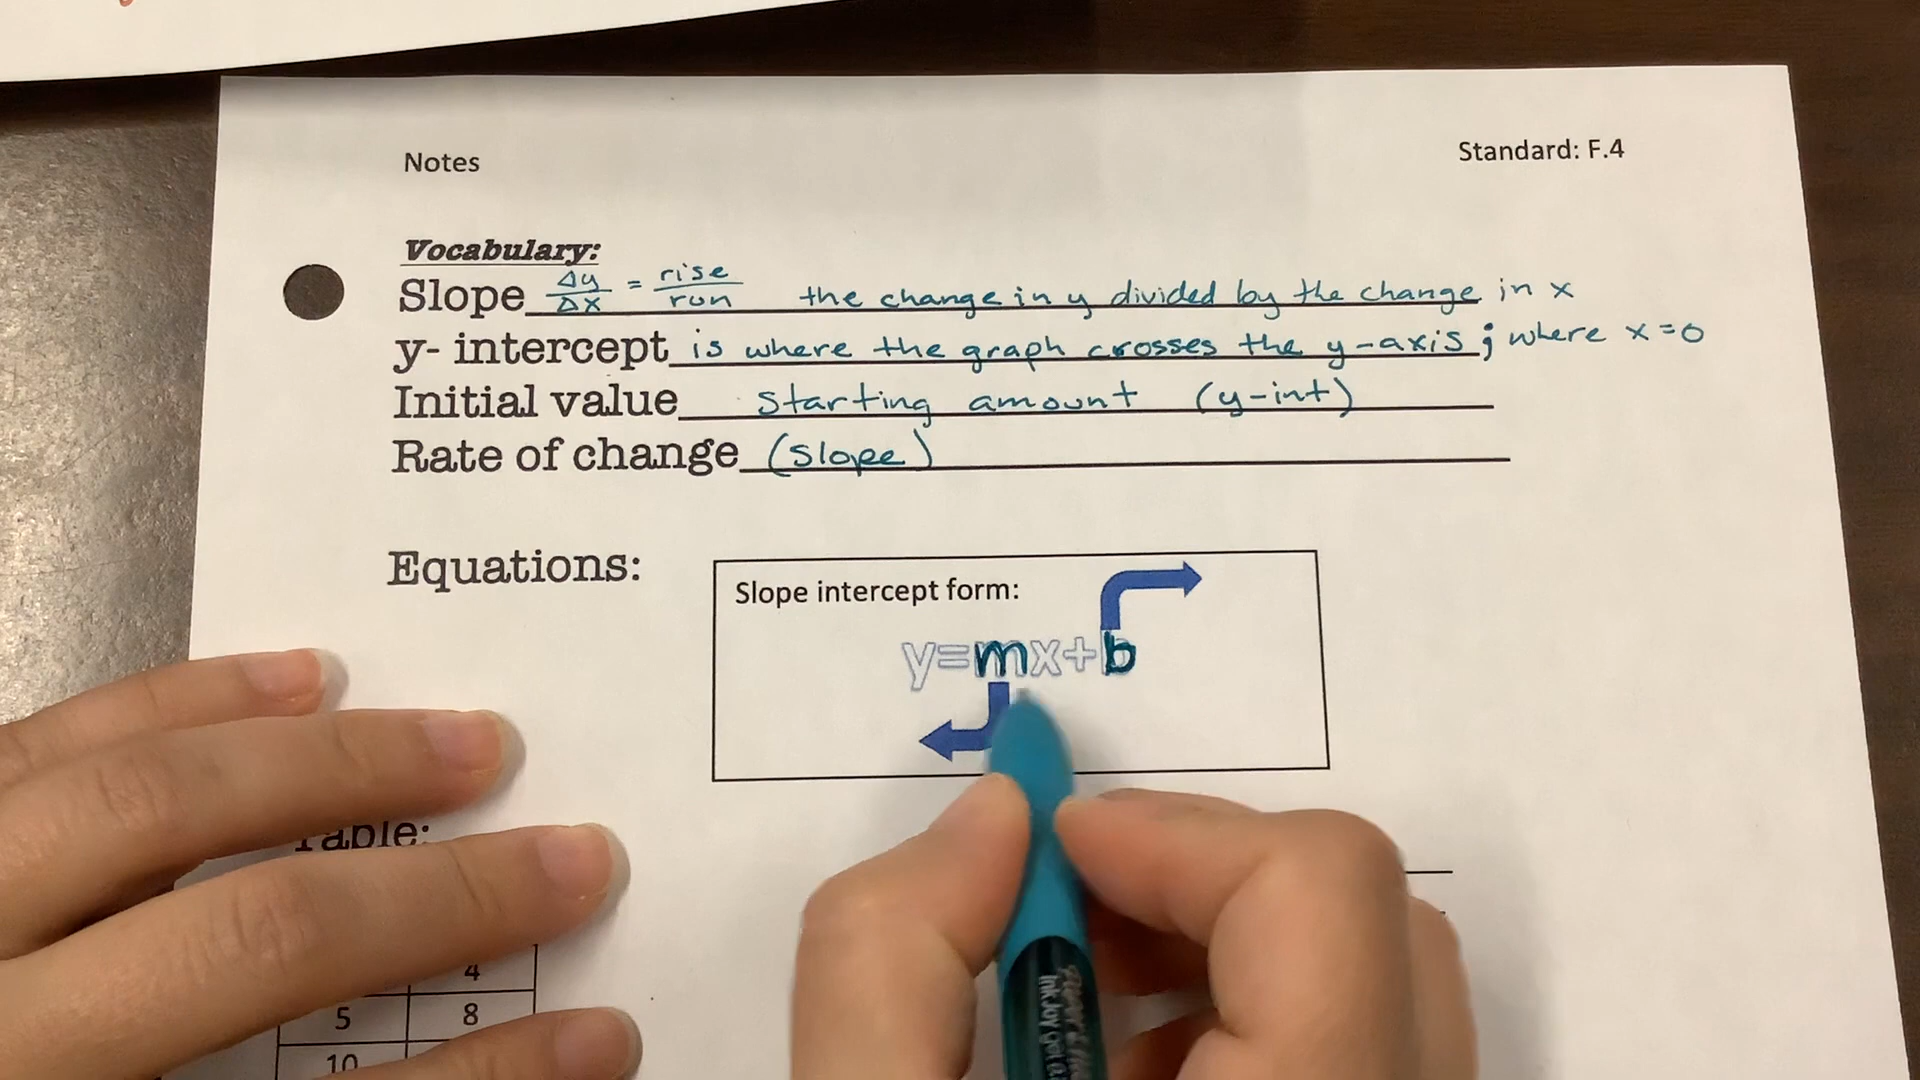 Notes
Standard: F.4
Vocabulary:
Slope Δy/Δx = rise/run the change in y divided by the change in x
y- intercept is where the graph crosses the y-axis; where x=0
Initial value starting amount (y-int)
Rate of change (slope)
Equations:
Slope intercept form:
y=mx+b
Table:
4
5 8
10
InkJoy gel